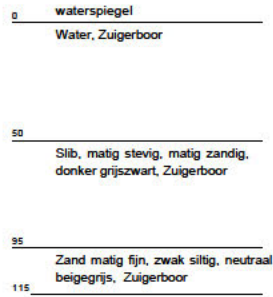 0 waterspiegel
Water, Zuigerboor
50
Slib, matig stevig, matig zandig,
donker grijszwart, Zuigerboor
95
Zand matig fijn, zwak siltig, neutraal
beigegrijs, Zuigerboor
115